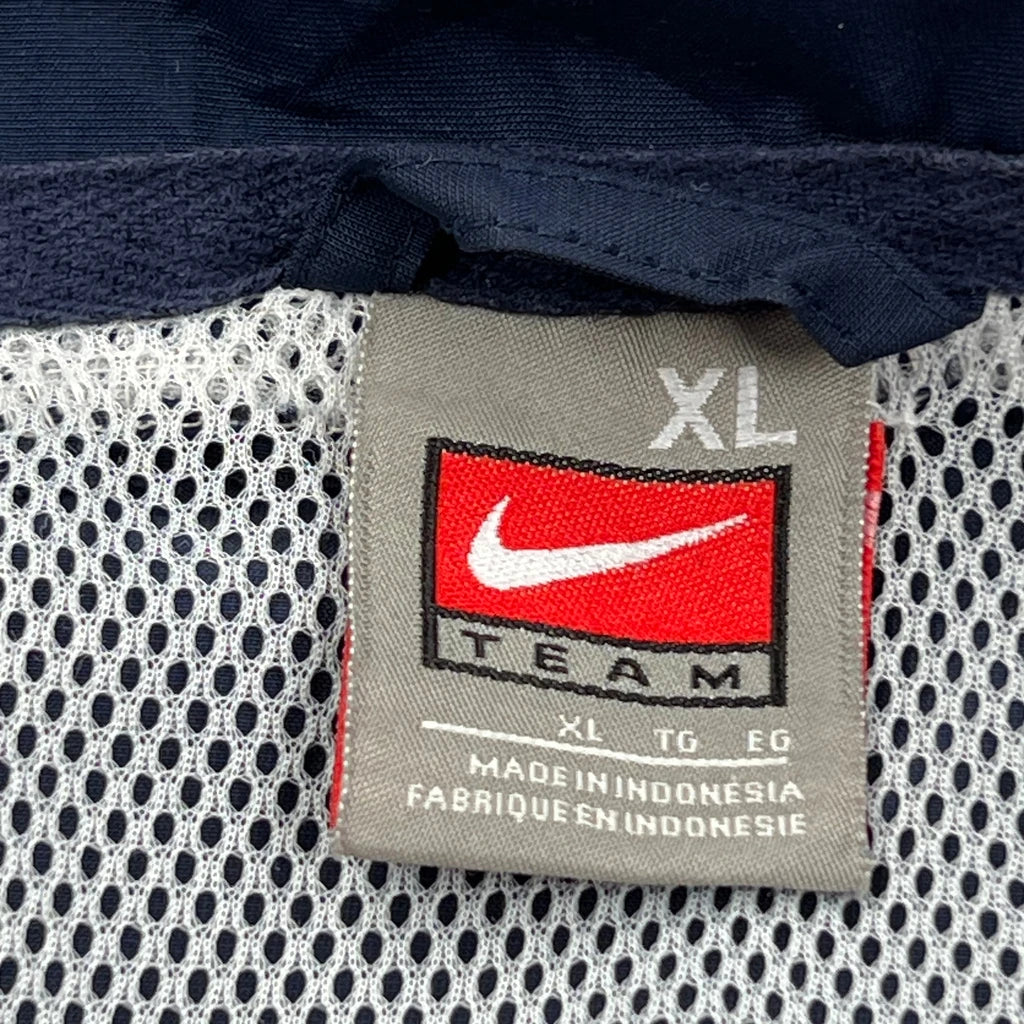 XL
TEAM
XL TG EG
MADE IN INDONESIA
FABRIQUE EN INDONESIE